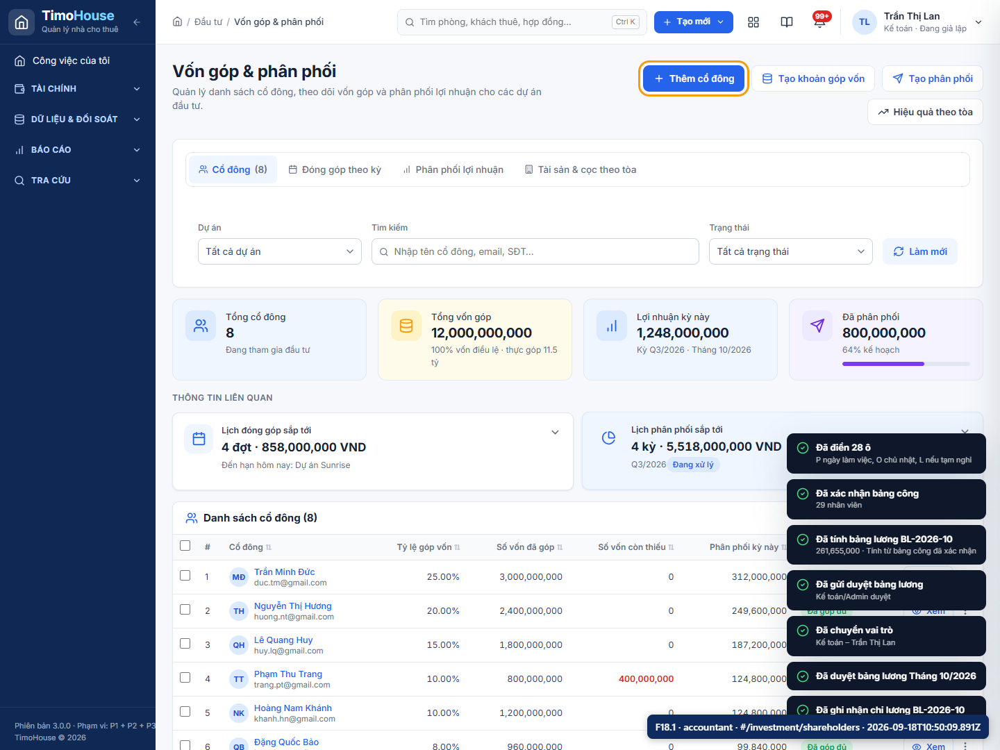 TimoHouse
Quản lý nhà cho thuê
Công việc của tôi
TÀI CHÍNH
DỮ LIỆU & ĐỐI SOÁT
BÁO CÁO
TRA CỨU
Phiên bản 3.0.0 · Phạm vi: P1 + P2 + P3
TimoHouse © 2026
/ Đầu tư / Vốn góp & phân phối
Tìm phòng, khách thuê, hợp đồng... Ctrl K
Tạo mới
99+
TL
Trần Thị Lan
Kế toán · Đang giả lập
Vốn góp & phân phối
Quản lý danh sách cổ đông, theo dõi vốn góp và phân phối lợi nhuận cho các dự án
đầu tư.
Thêm cổ đông
Tạo khoản góp vốn
Tạo phân phối
Hiệu quả theo tòa
Cổ đông (8)
Đóng góp theo kỳ
Phân phối lợi nhuận
Tài sản & cọc theo tòa
Dự án
Tất cả dự án
Tìm kiếm
Nhập tên cổ đông, email, SĐT...
Trạng thái
Tất cả trạng thái
Làm mới
Tổng cổ đông
8
Đang tham gia đầu tư
Tổng vốn góp
12,000,000,000
100% vốn điều lệ · thực góp 11.5
tỷ
Lợi nhuận kỳ này
1,248,000,000
Kỳ Q3/2026 · Tháng 10/2026
Đã phân phối
800,000,000
64% kế hoạch
THÔNG TIN LIÊN QUAN
Lịch đóng góp sắp tới
4 đợt · 858,000,000 VND
Đến hạn hôm nay: Dự án Sunrise
Lịch phân phối sắp tới
4 kỳ · 5,518,000,000 VND
Q3/2026 Đang xử lý
Danh sách cổ đông (8)
# Cổ đông Tỷ lệ góp vốn Số vốn đã góp Số vốn còn thiếu Phân phối kỳ này
1 MĐ Trần Minh Đức 25.00% 3,000,000,000 0 312,000,000
duc.tm@gmail.com
2 TH Nguyễn Thị Hương 20.00% 2,400,000,000 0 249,600,000 Đã góp đủ Xem
huong.nt@gmail.com
3 QH Lê Quang Huy 15.00% 1,800,000,000 0 187,200,000
huy.lq@gmail.com
4 TT Phạm Thu Trang 10.00% 800,000,000 400,000,000 124,800,000
trang.pt@gmail.com
5 NK Hoàng Nam Khánh 10.00% 1,200,000,000 0 124,800,000
khanh.hn@gmail.com
6 QB Đặng Quốc Bảo 8.00% 960,000,000 0 99,840,000 Đã góp đủ Xem
Đã điền 28 ô
P ngày làm việc, O chủ nhật, L nếu tạm nghỉ
Đã xác nhận bảng công
29 nhân viên
Đã tính bảng lương BL-2026-10
261,655,000 · Tính từ bảng công đã xác nhận
Đã gửi duyệt bảng lương
Kế toán/Admin duyệt
Đã chuyển vai trò
Kế toán – Trần Thị Lan
Đã duyệt bảng lương Tháng 10/2026
Đã ghi nhận chi lương BL-2026-10
F18.1 · accountant · #/investment/shareholders · 2026-09-18T10:50:09.891Z